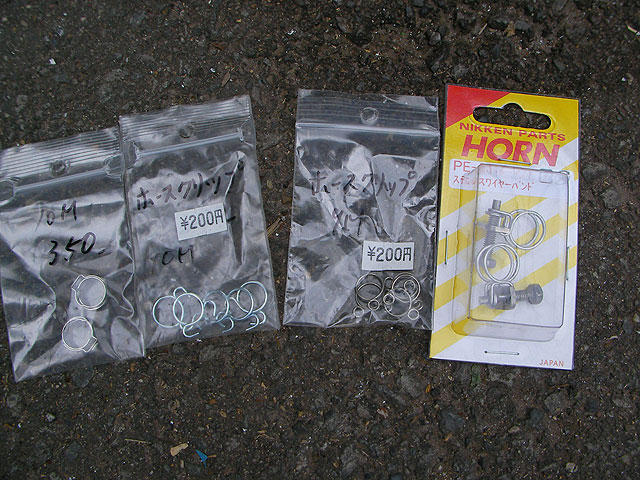 10M
350
ホースクリップ
¥200円
ホースクリップ
¥200円
NIKKEN PARTS
HORN
PE-
ステンレスワイヤーバンド
JAPAN